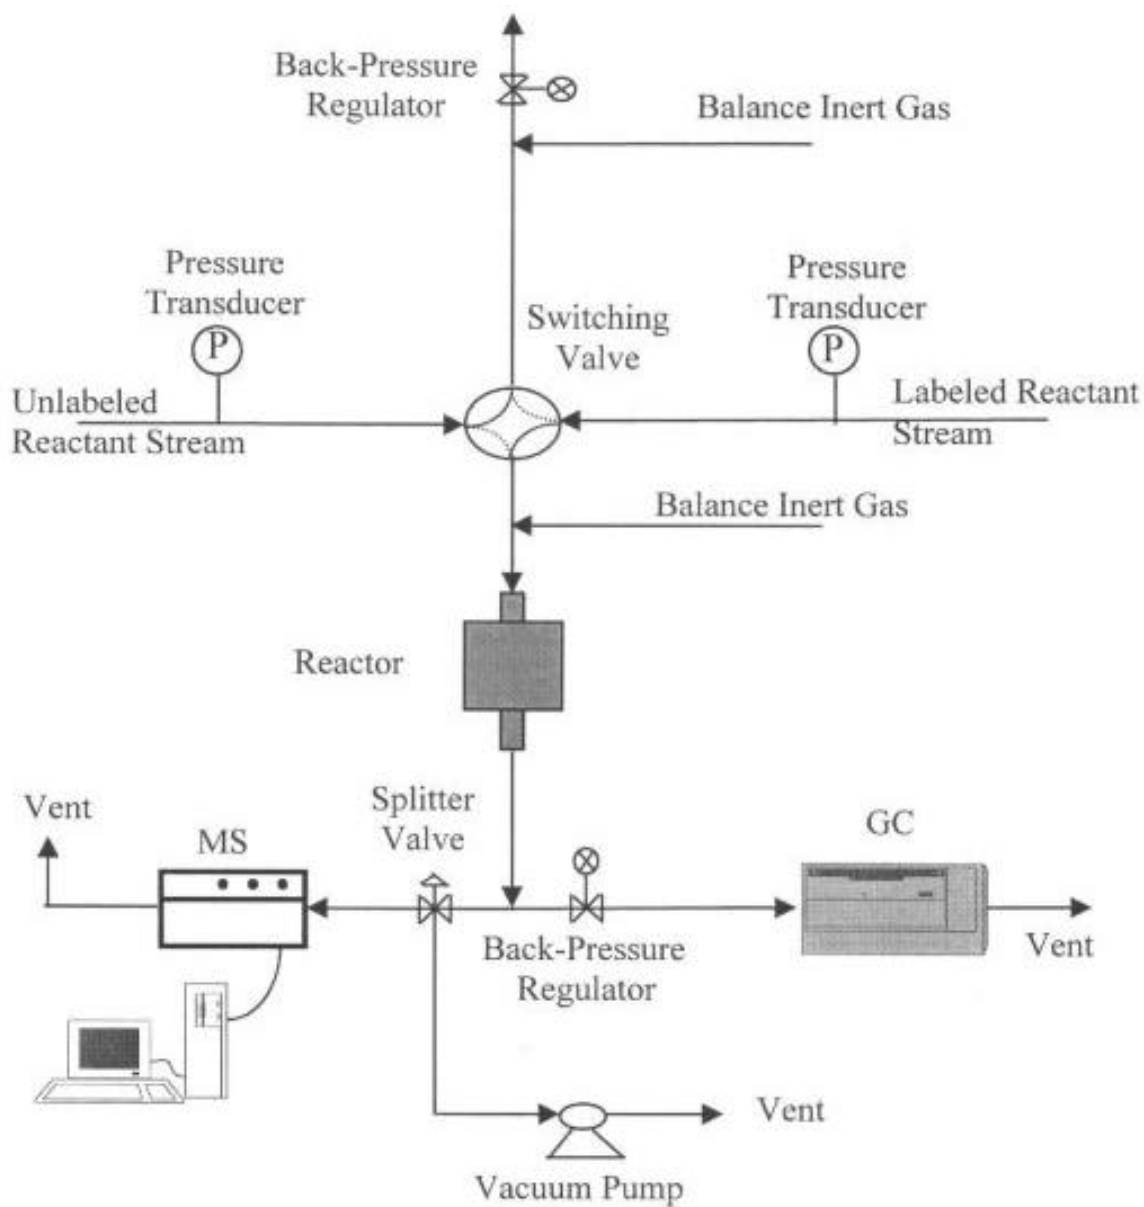 Back-Pressure
Regulator
Balance Inert Gas
Pressure
Transducer
P
Pressure
Transducer
P
Switching
Valve
Unlabeled
Reactant Stream
Labeled Reactant
Stream
Balance Inert Gas
Reactor
Vent
MS
Splitter
Valve
GC
Back-Pressure
Regulator
Vent
Vent
Vacuum Pump